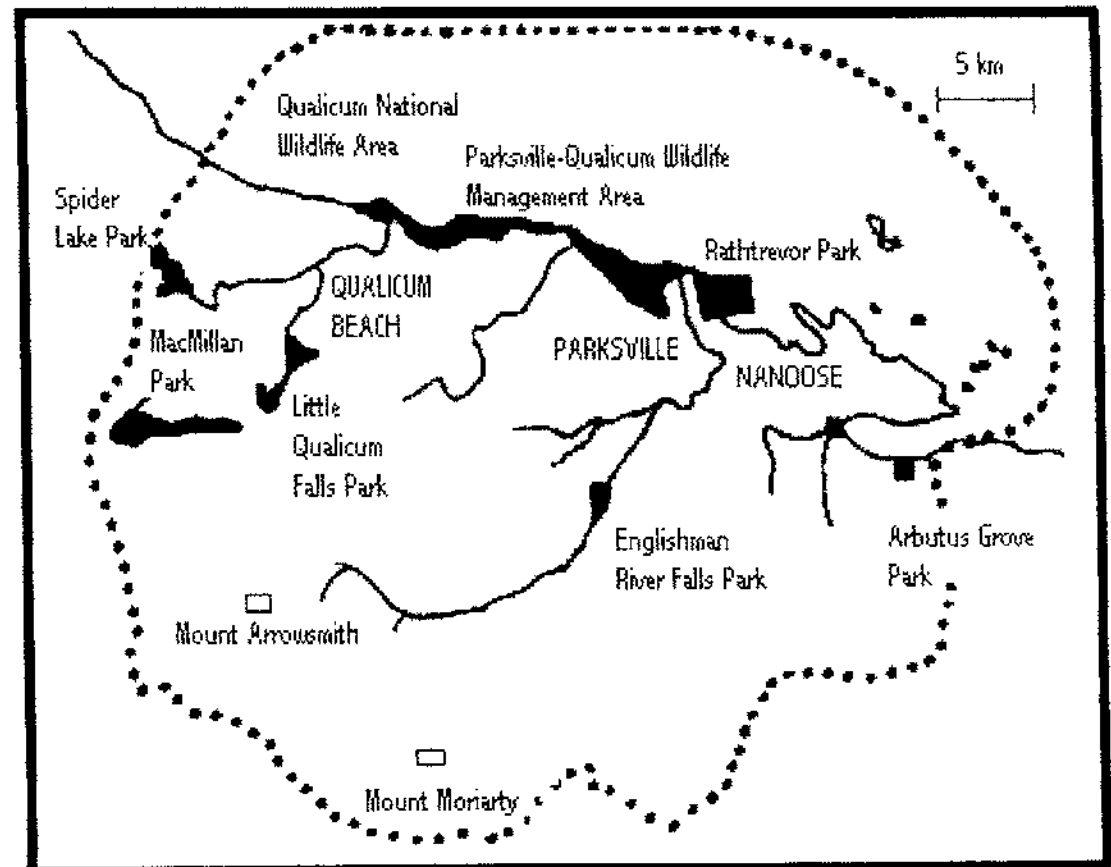 5 km
Qualicum National
Wildlife Area
Parksville-Qualicum Wildlife
Management Area
Spider
Lake Park
Rathtrevor Park
QUALICUM
BEACH
MacMillan
Park
PARKSVILLE
NANOOSE
Little
Qualicum
Falls Park
Englishman
River Falls Park
Arbutus Grove
Park
Mount Arrowsmith
Mount Moriarty